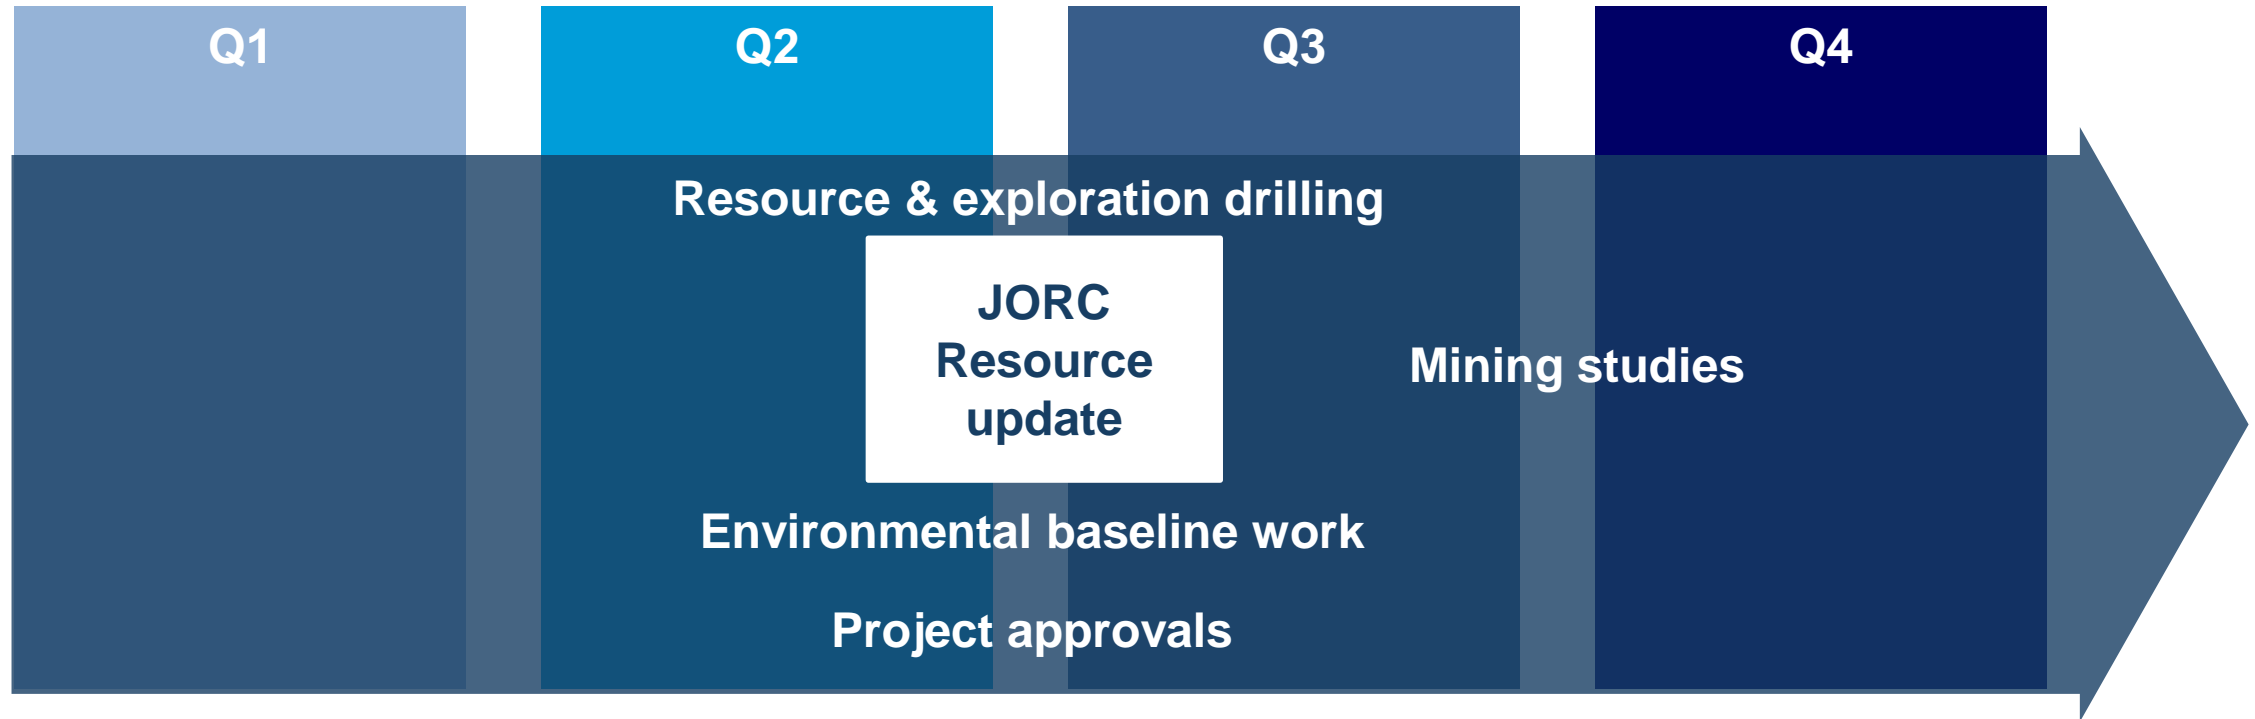 Q1
Q2
Q3
Q4
Resource & exploration drilling
JORC
Resource
update
Mining studies
Environmental baseline work
Project approvals